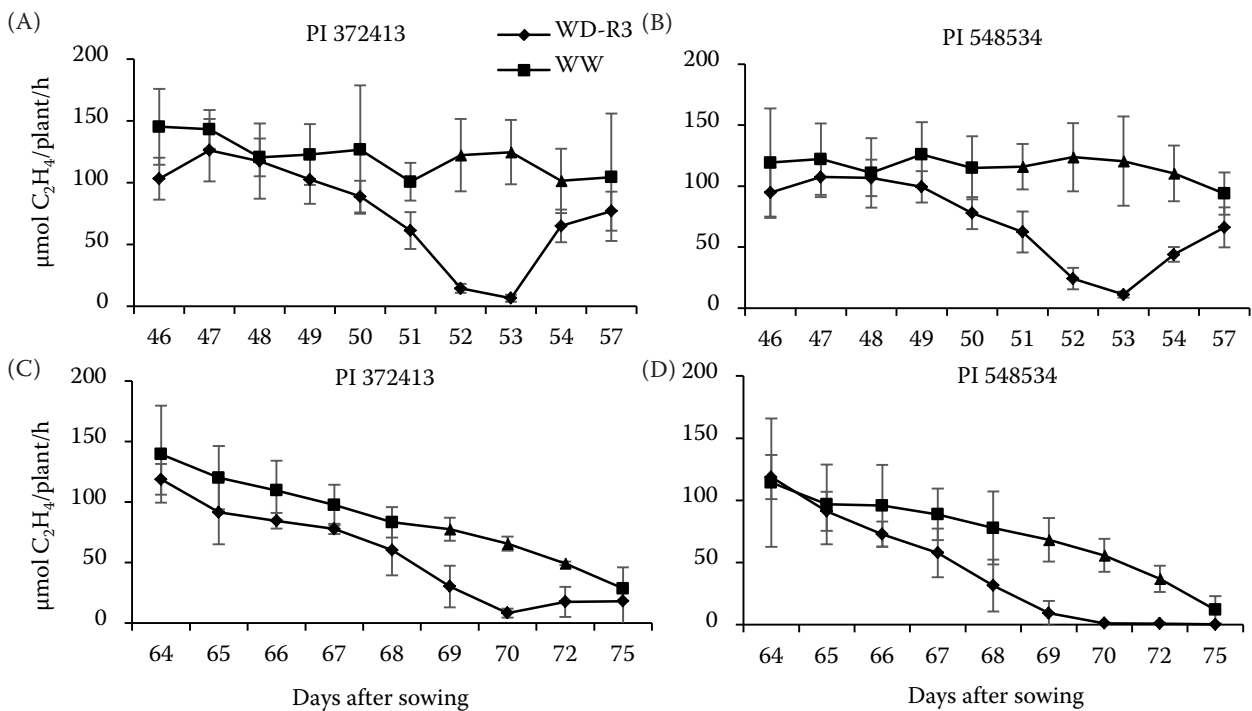 (A)
PI 372413
WD-R3
WW
μmol C₂H₄/plant/h
200
150
100
50
0
46 47 48 49 50 51 52 53 54 57
(B)
PI 548534
200
150
100
50
0
46 47 48 49 50 51 52 53 54 57
(C)
PI 372413
μmol C₂H₄/plant/h
200
150
100
50
0
64 65 66 67 68 69 70 72 75
Days after sowing
(D)
PI 548534
200
150
100
50
0
64 65 66 67 68 69 70 72 75
Days after sowing